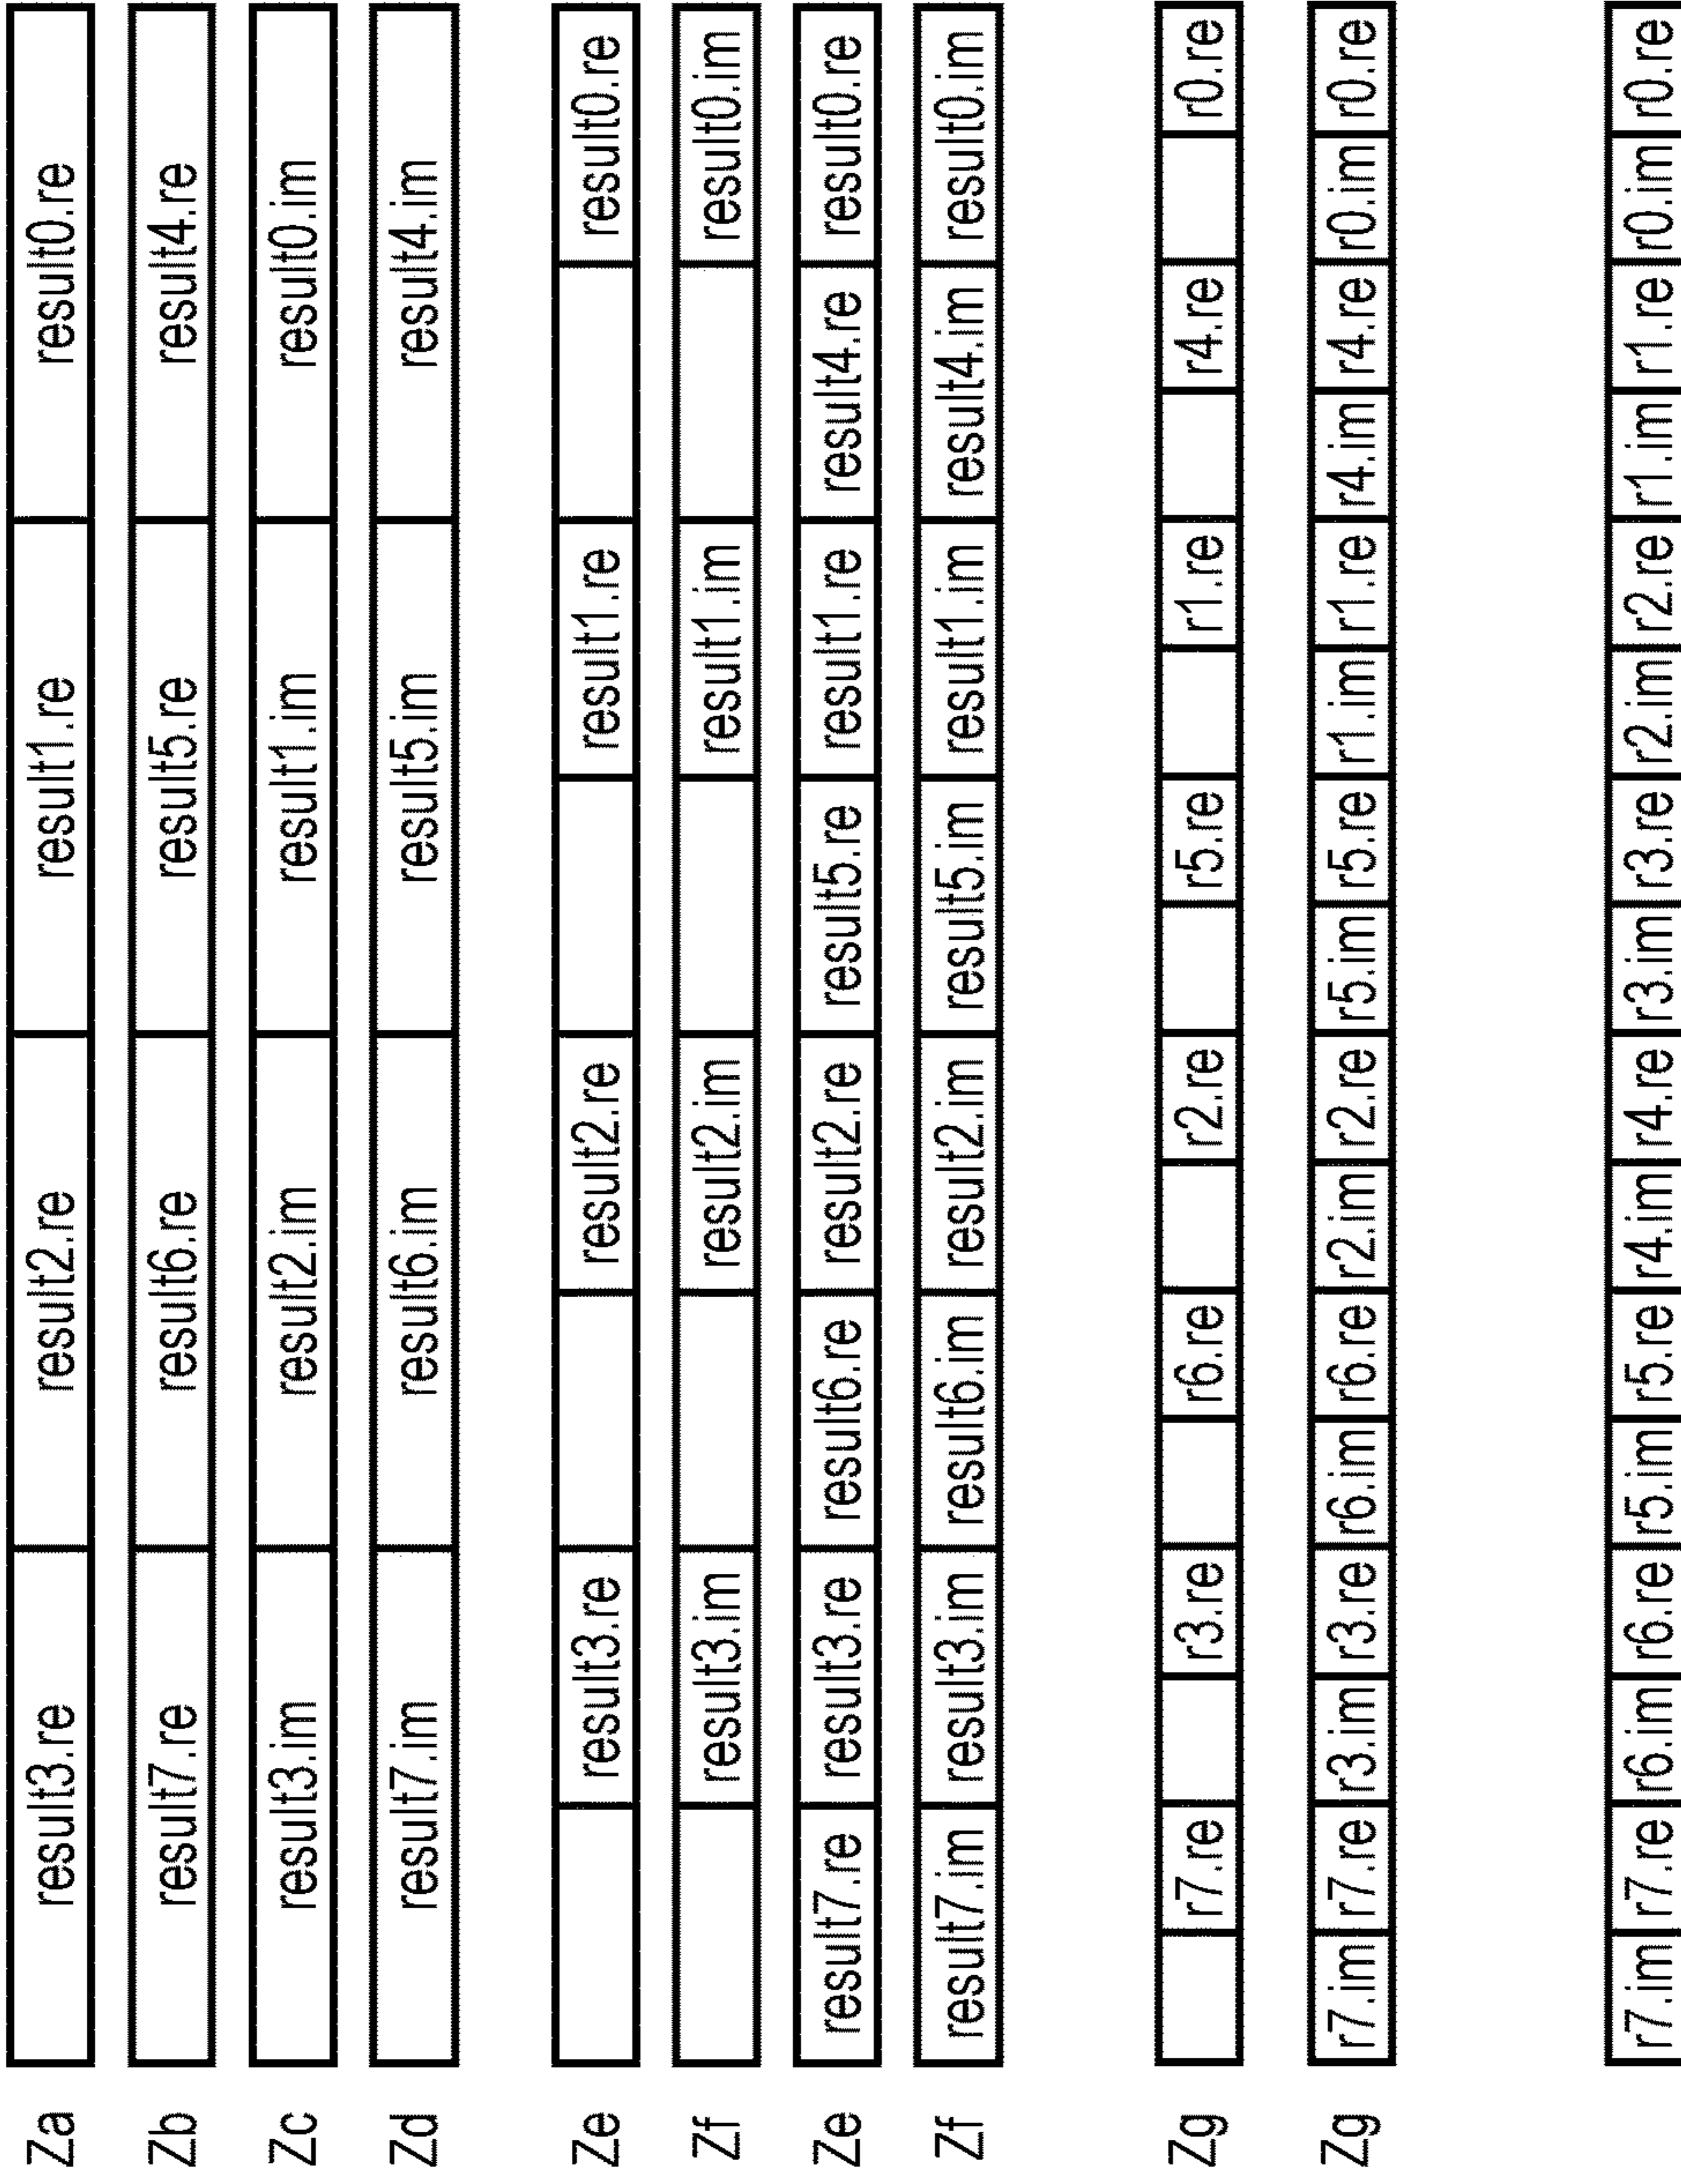 Za result3.re result2.re result1.re result0.re
Zb result7.re result6.re result5.re result4.re
Zc result3.im result2.im result1.im result0.im
Zd result7.im result6.im result5.im result4.im
Ze result3.re result2.re result1.re result0.re
Zf result3.im result2.im result1.im result0.im
Ze result7.re result3.re result6.re result2.re result5.re result1.re result4.re result0.re
Zf result7.im result3.im result6.im result2.im result5.im result1.im result4.im result0.im
Zg r7.re r3.re r6.re r2.re r5.re r1.re r4.re r0.re
Zg r7.im r7.re r3.im r3.re r6.im r6.re r2.im r2.re r5.im r5.re r1.im r1.re r4.im r4.re r0.im r0.re
r7.im r7.re r6.im r6.re r5.im r5.re r4.im r4.re r3.im r3.re r2.im r2.re r1.im r1.re r0.im r0.re